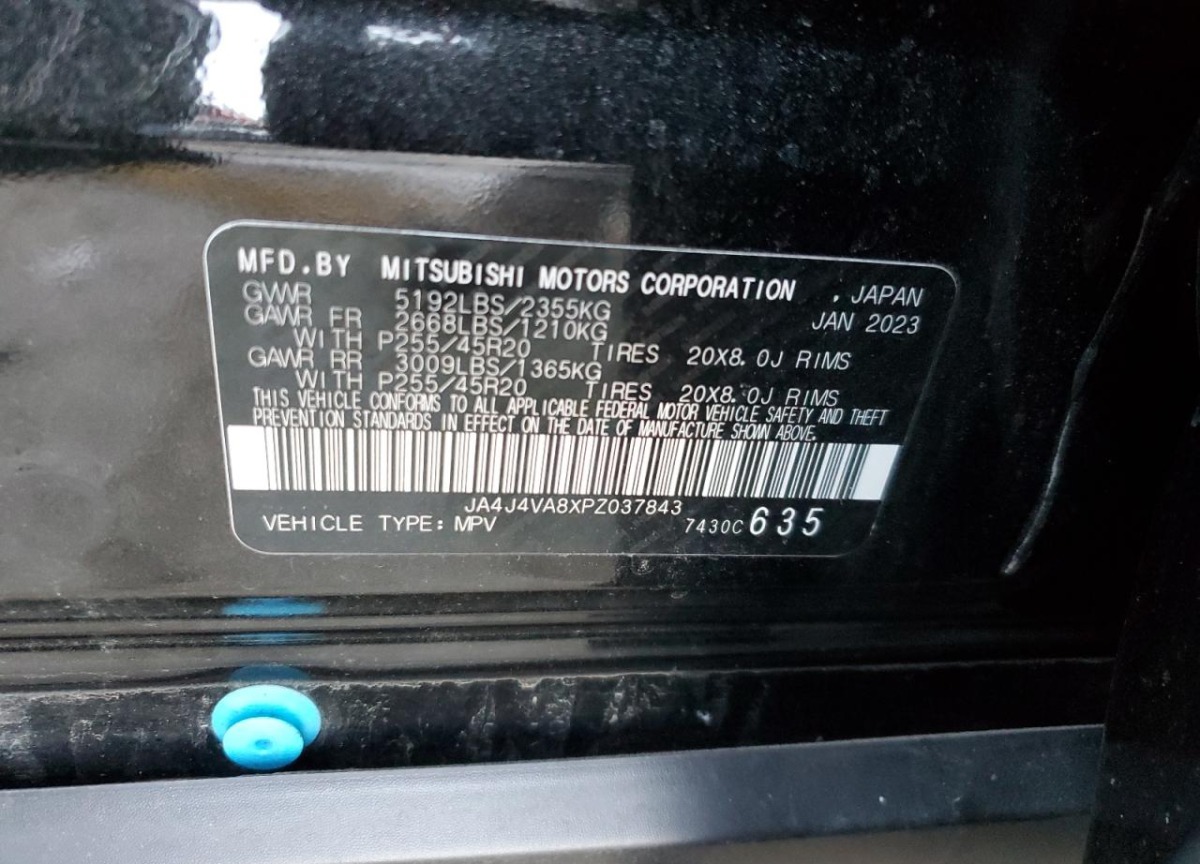 MFD.BY MITSUBISHI MOTORS CORPORATION , JAPAN
GVWR 5192LBS/2355KG JAN 2023
GAWR FR 2668LBS/1210KG
WITH P255/45R20 TIRES 20X8.0J RIMS
GAWR RR 3009LBS/1365KG
WITH P255/45R20 TIRES 20X8.0J RIMS
THIS VEHICLE CONFORMS TO ALL APPLICABLE FEDERAL MOTOR VEHICLE SAFETY AND THEFT
PREVENTION STANDARDS IN EFFECT ON THE DATE OF MANUFACTURE SHOWN ABOVE.
JA4J4VA8XPZ037843
VEHICLE TYPE: MPV 7430C 635